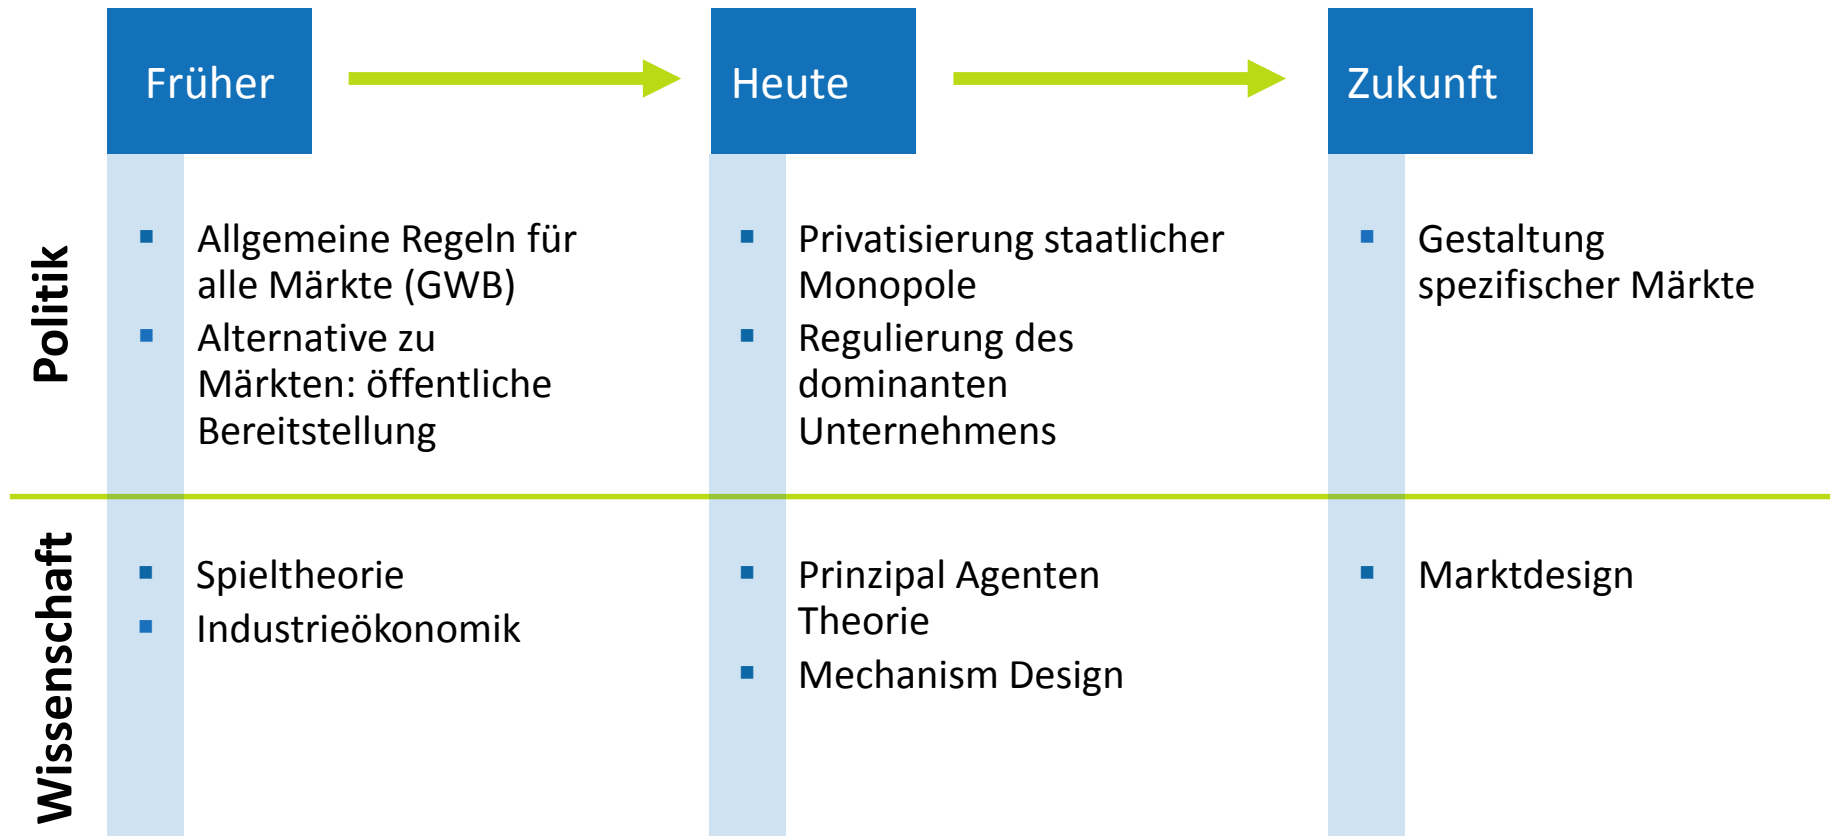 Früher
Heute
Zukunft
Politik
Allgemeine Regeln für
alle Märkte (GWB)
Alternative zu
Märkten: öffentliche
Bereitstellung
Privatisierung staatlicher
Monopole
Regulierung des
dominanten
Unternehmens
Gestaltung
spezifischer Märkte
Wissenschaft
Spieltheorie
Industrieökonomik
Prinzipal Agenten
Theorie
Mechanism Design
Marktdesign